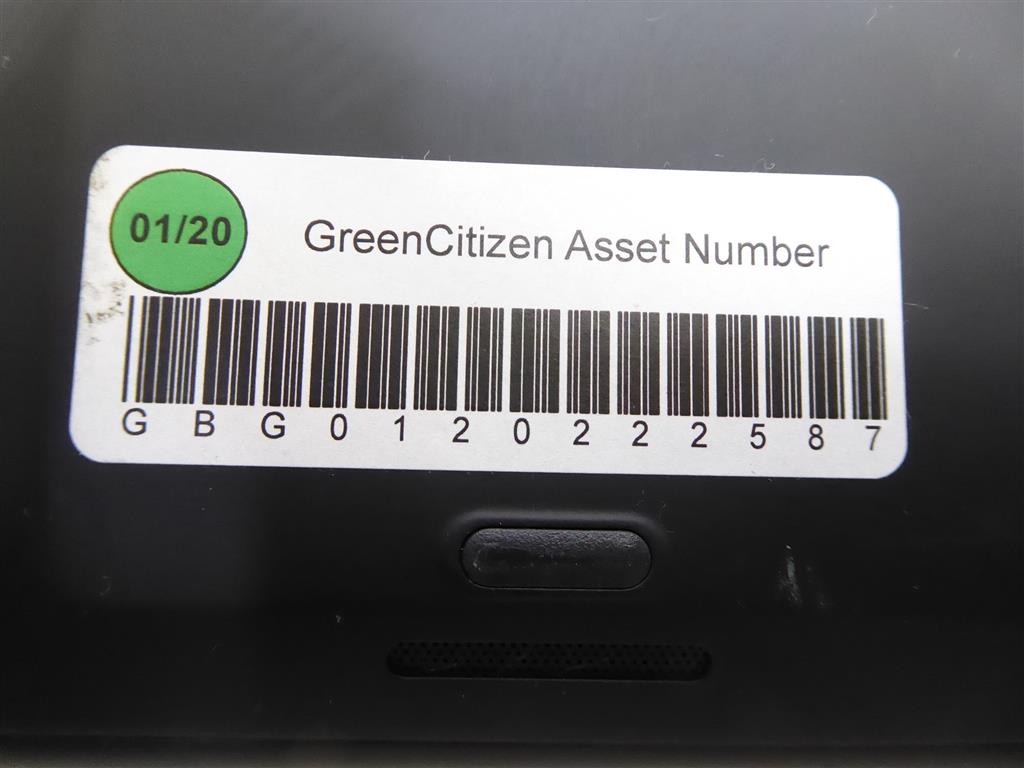 01/20
GreenCitizen Asset Number
G B G 0 1 2 0 2 2 2 5 8 7